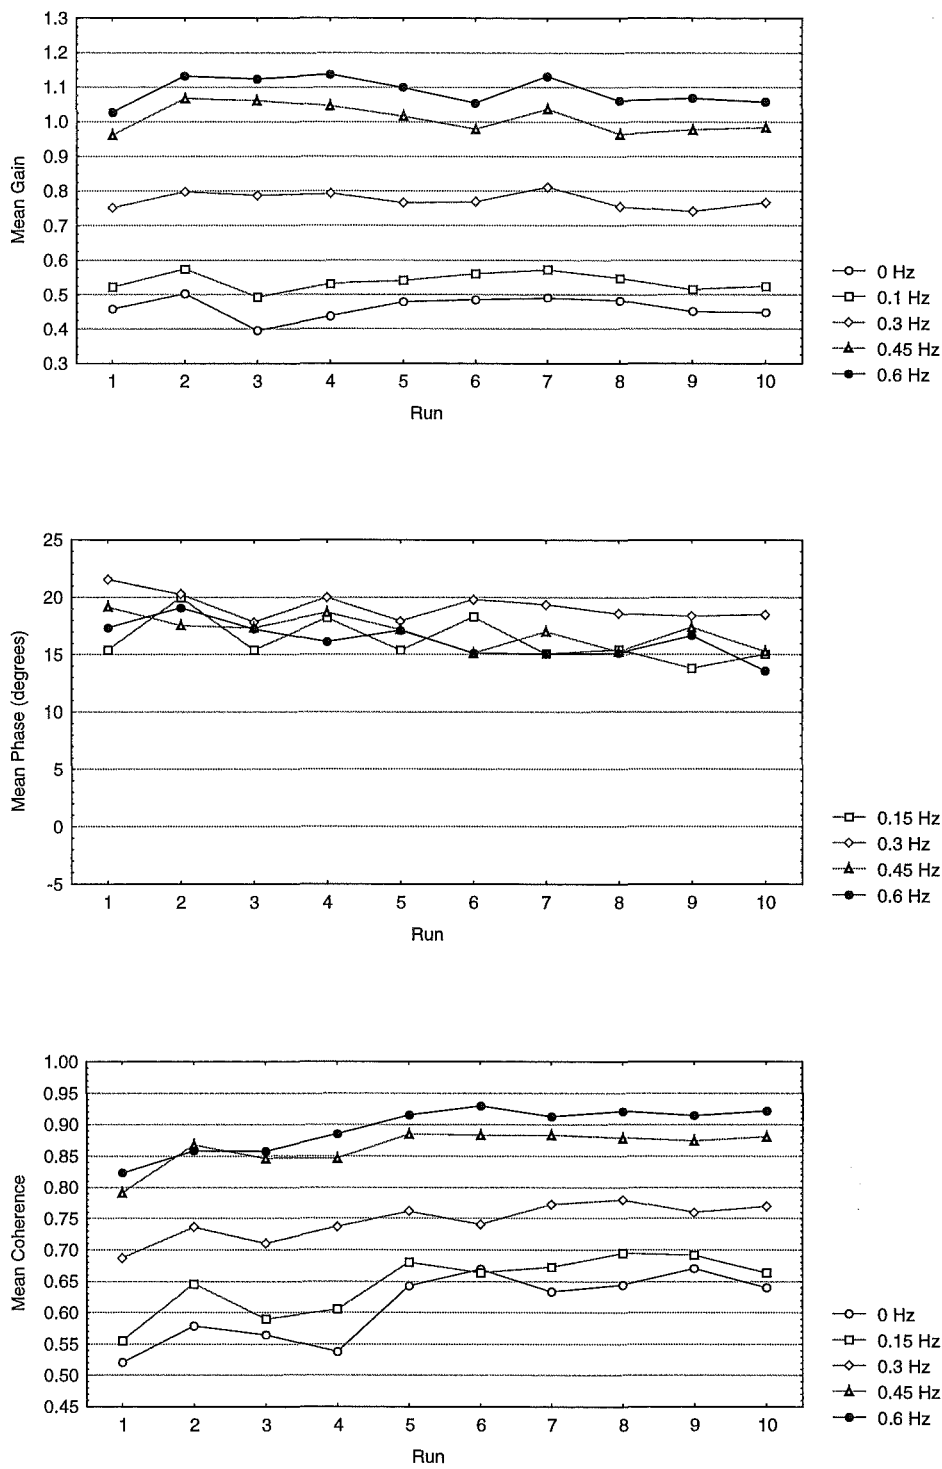 1.3
1.2
1.1
1.0
0.9
0.8
0.7
0.6
0.5
0.4
0.3
Mean Gain
1 2 3 4 5 6 7 8 9 10
Run
0 Hz
0.1 Hz
0.3 Hz
0.45 Hz
0.6 Hz
25
20
15
10
5
0
-5
Mean Phase (degrees)
1 2 3 4 5 6 7 8 9 10
Run
0.15 Hz
0.3 Hz
0.45 Hz
0.6 Hz
1.00
0.95
0.90
0.85
0.80
0.75
0.70
0.65
0.60
0.55
0.50
0.45
Mean Coherence
1 2 3 4 5 6 7 8 9 10
Run
0 Hz
0.15 Hz
0.3 Hz
0.45 Hz
0.6 Hz